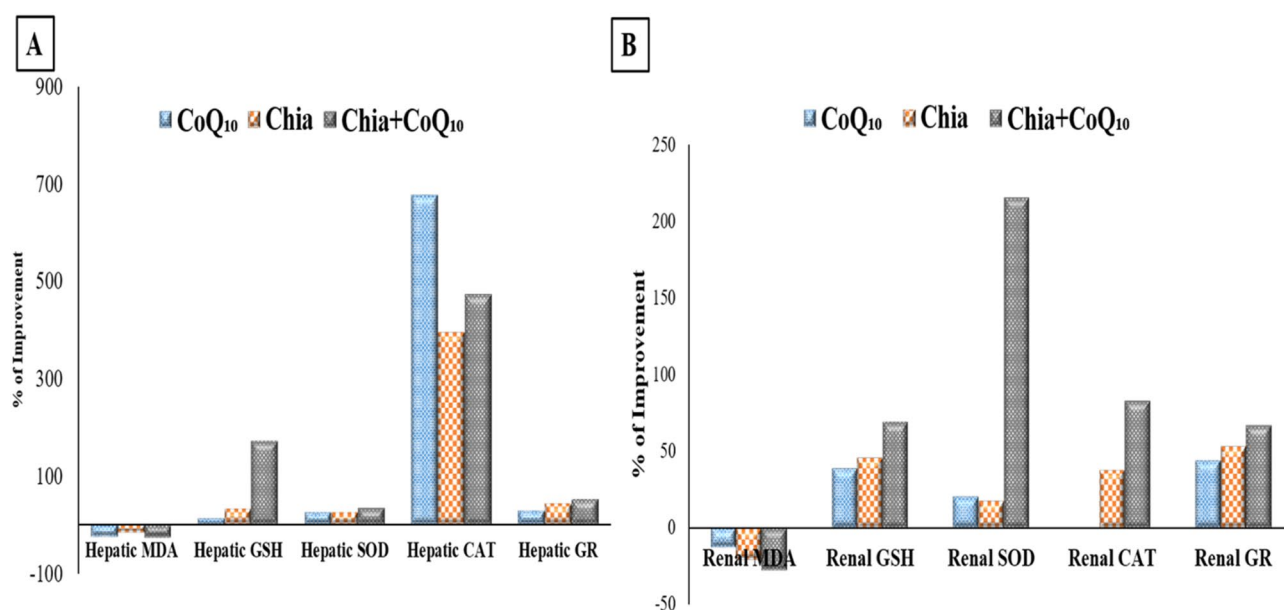 A
900
CoQ₁₀ Chia Chia+CoQ₁₀
700
500
300
100
-100
% of Improvement
Hepatic MDA Hepatic GSH Hepatic SOD Hepatic CAT Hepatic GR
B
CoQ₁₀ Chia Chia+CoQ₁₀
250
200
150
100
50
0
-50
% of Improvement
Renal MDA Renal GSH Renal SOD Renal CAT Renal GR